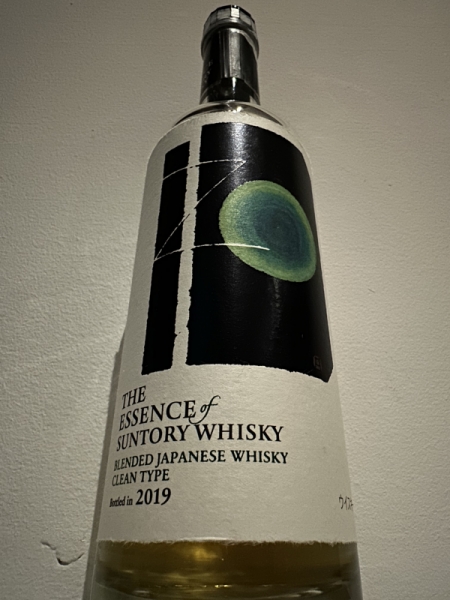 THE
ESSENCE of
SUNTORY WHISKY
BLENDED JAPANESE WHISKY
CLEAN TYPE
Bottled in 2019